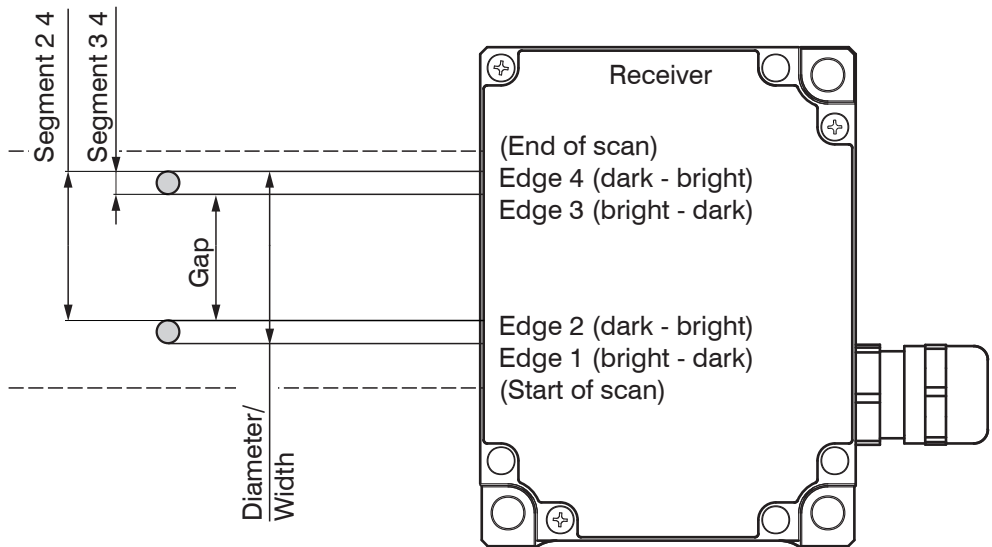 Segment 2 4
Segment 3 4
Receiver
(End of scan)
Edge 4 (dark - bright)
Edge 3 (bright - dark)
Gap
Edge 2 (dark - bright)
Edge 1 (bright - dark)
(Start of scan)
Diameter/
Width